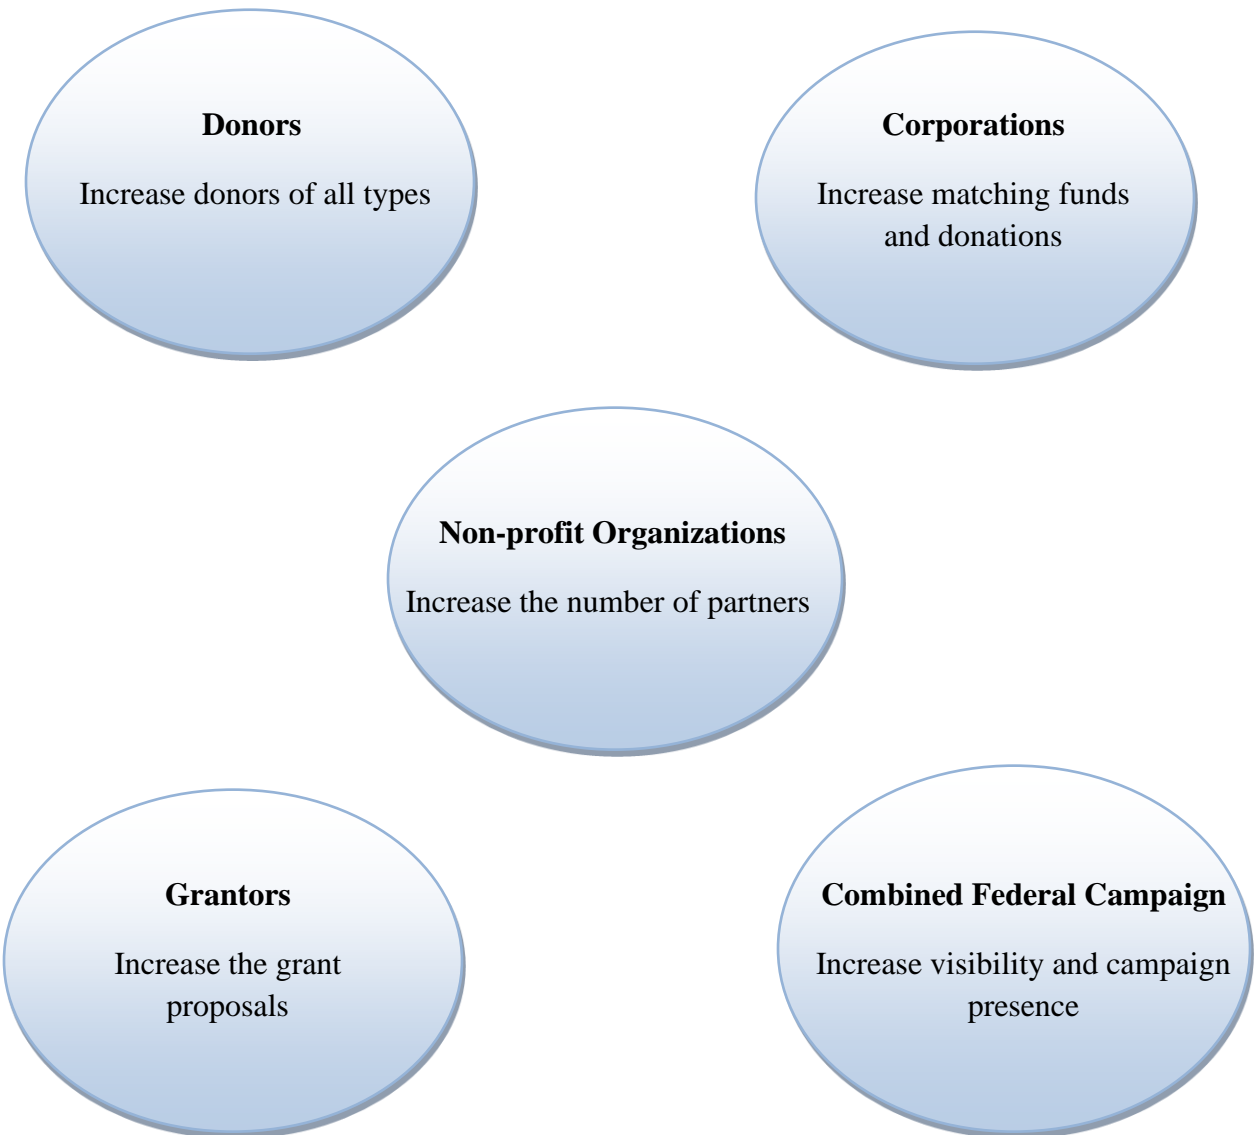 Donors
Increase donors of all types
Corporations
Increase matching funds
and donations
Non-profit Organizations
Increase the number of partners
Grantors
Increase the grant
proposals
Combined Federal Campaign
Increase visibility and campaign
presence